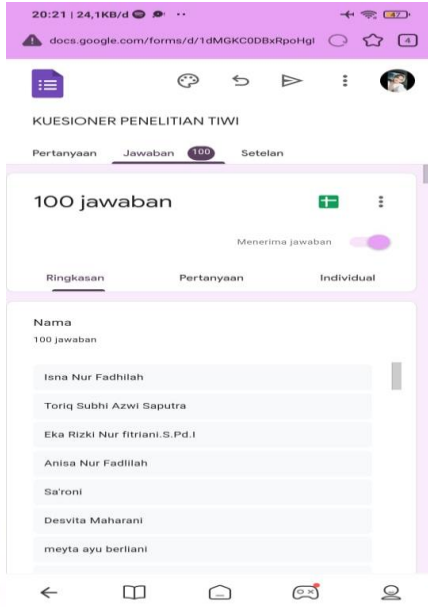 20:21 | 24,1KB/d
47
docs.google.com/forms/d/1dMGKC0DBxRpoHgl
4
KUESIONER PENELITIAN TIWI
Pertanyaan Jawaban 100 Setelan
100 jawaban
Menerima jawaban
Ringkasan Pertanyaan Individual
Nama
100 jawaban
Isna Nur Fadhilah
Toriq Subhi Azwi Saputra
Eka Rizki Nur fitriani.S.Pd.I
Anisa Nur Fadlilah
Sa'roni
Desvita Maharani
meyta ayu berliani